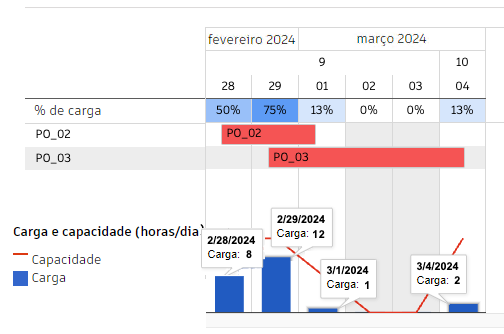 fevereiro 2024 março 2024
9 10
28 29 01 02 03 04
% de carga 50% 75% 13% 0% 0% 13%
PO_02 PO_02
PO_03 PO_03
Carga e capacidade (horas/dia)
Capacidade
Carga
2/28/2024
Carga: 8
2/29/2024
Carga: 12
3/1/2024
Carga: 1
3/4/2024
Carga: 2